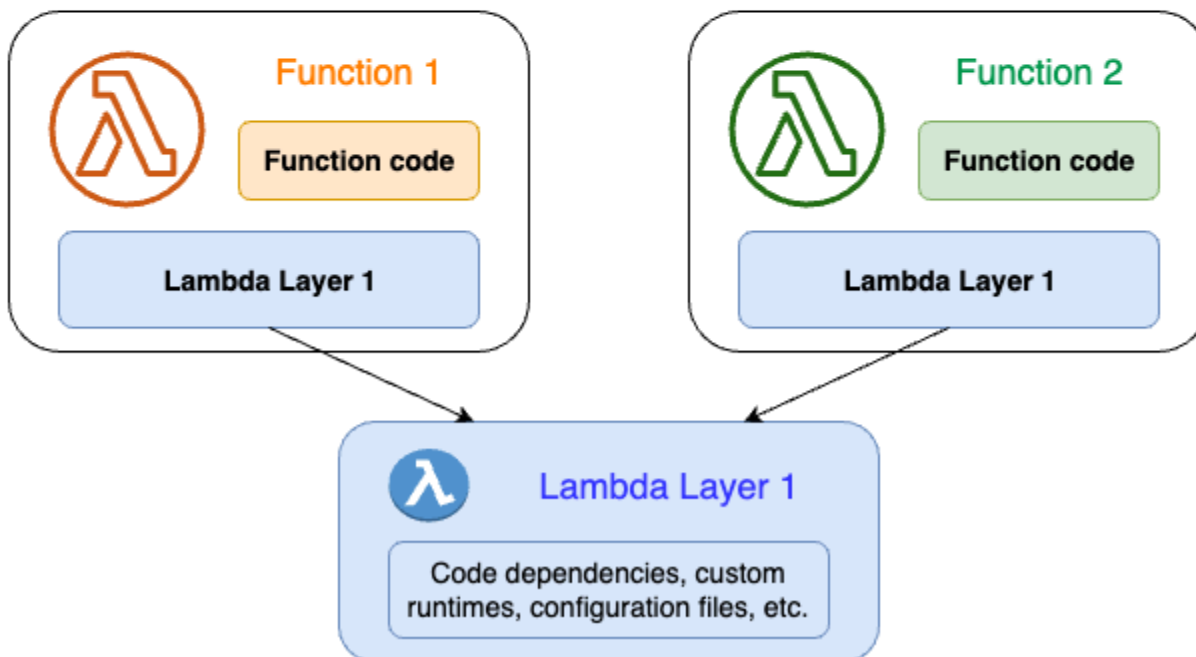 Function 1
Function code
Lambda Layer 1
Function 2
Function code
Lambda Layer 1
Lambda Layer 1
Code dependencies, custom
runtimes, configuration files, etc.